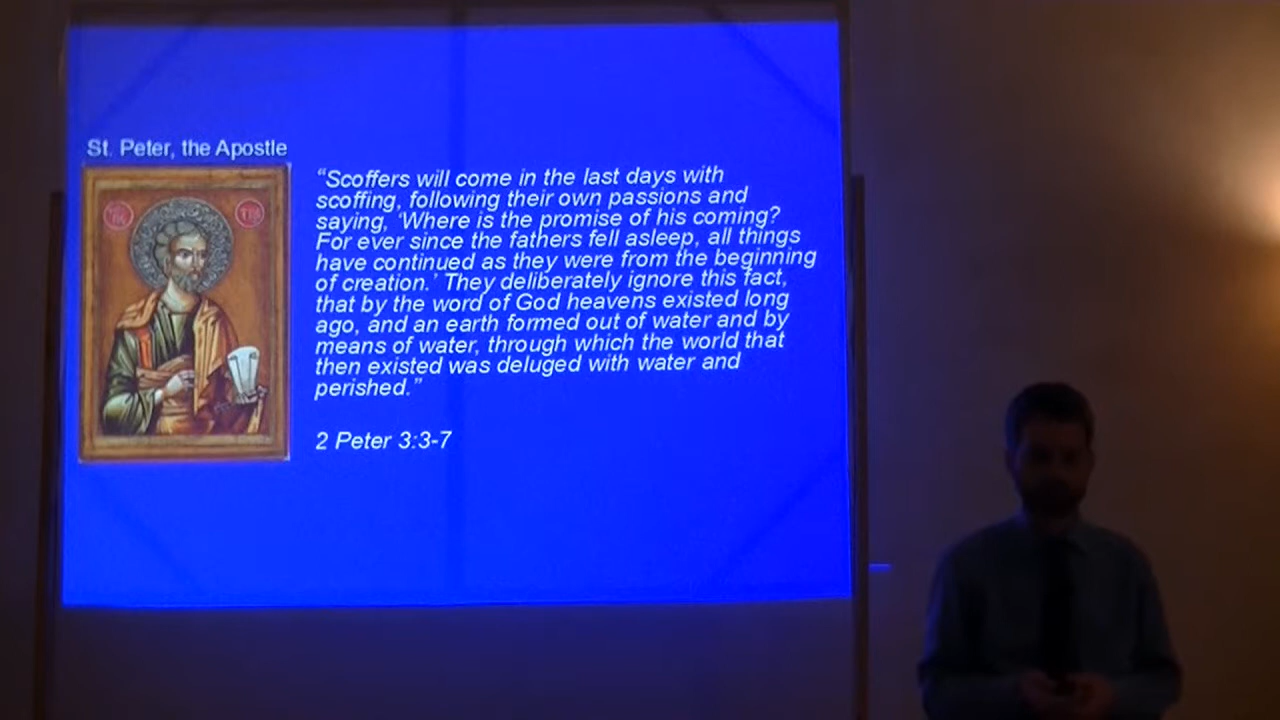 St. Peter, the Apostle
“Scoffers will come in the last days with
scoffing, following their own passions and
saying, ‘Where is the promise of his coming?
For ever since the fathers fell asleep, all things
have continued as they were from the beginning
of creation.’ They deliberately ignore this fact,
that by the word of God heavens existed long
ago, and an earth formed out of water and by
means of water, through which the world that
then existed was deluged with water and
perished.”
2 Peter 3:3-7